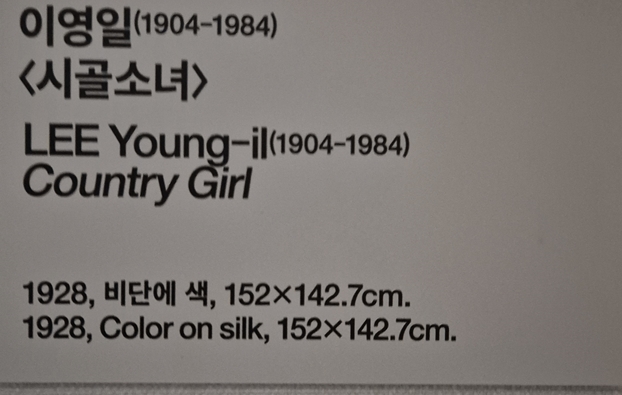 이영일(1904-1984)
〈시골소녀〉
LEE Young-il(1904-1984)
Country Girl
1928, 비단에 색, 152×142.7cm.
1928, Color on silk, 152×142.7cm.